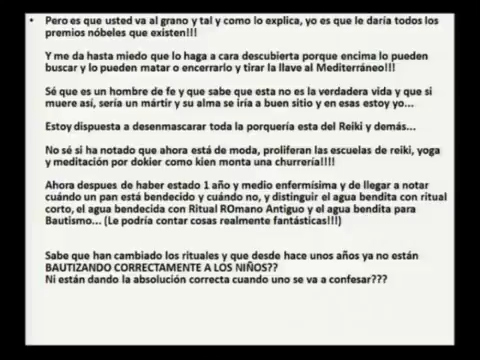 • Pero es que usted va al grano y tal y como lo explica, yo es que le daría todos los
premios nóbeles que existen!!!
Y me da hasta miedo que lo haga a cara descubierta porque encima lo pueden
buscar y lo pueden matar o encerrarlo y tirar la llave al Mediterráneo!!!
Sé que es un hombre de fe y que sabe que esta no es la verdadera vida y que si
muere así, sería un mártir y su alma se iría a buen sitio y en esas estoy yo...
Estoy dispuesta a desenmascarar toda la porquería esta del Reiki y demás...
No sé si ha notado que ahora está de moda, proliferan las escuelas de reiki, yoga
y meditación por dokier como kien monta una churrería!!!!
Ahora despues de haber estado 1 año y medio enfermísima y de llegar a notar
cuándo un pan está bendecido y cuándo no, y distinguir el agua bendita con ritual
corto, el agua bendecida con Ritual ROmano Antiguo y el agua bendita para
Bautismo... (Le podría contar cosas realmente fantásticas!!!)
Sabe que han cambiado los rituales y que desde hace unos años ya no están
BAUTIZANDO CORRECTAMENTE A LOS NIÑOS??
Ni están dando la absolución correcta cuando uno se va a confesar???